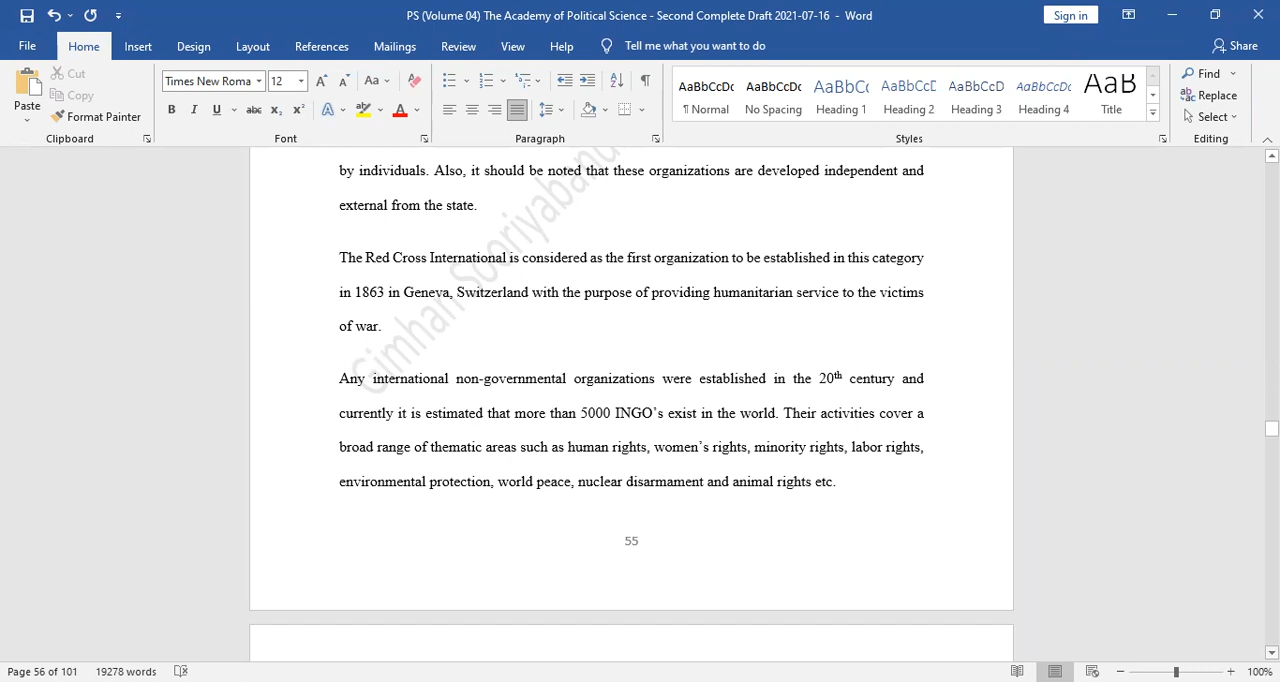 PS (Volume 04) The Academy of Political Science - Second Complete Draft 2021-07-16 - Word
Sign in
File Home Insert Design Layout References Mailings Review View Help Tell me what you want to do Share
Paste
Cut
Copy
Format Painter
Clipboard
Times New Roma 12
Font
Paragraph
AaBbCcDc AaBbCcDc AaBbCc AaBbCcD AaBbCcD AaBbCcD AaB
¶ Normal No Spacing Heading 1 Heading 2 Heading 3 Heading 4 Title
Styles
Find
Replace
Select
Editing
by individuals. Also, it should be noted that these organizations are developed independent and
external from the state.
The Red Cross International is considered as the first organization to be established in this category
in 1863 in Geneva, Switzerland with the purpose of providing humanitarian service to the victims
of war.
Any international non-governmental organizations were established in the 20th century and
currently it is estimated that more than 5000 INGO’s exist in the world. Their activities cover a
broad range of thematic areas such as human rights, women’s rights, minority rights, labor rights,
environmental protection, world peace, nuclear disarmament and animal rights etc.
55
Gimhan Sooriyaband
Page 56 of 101 19278 words
100%